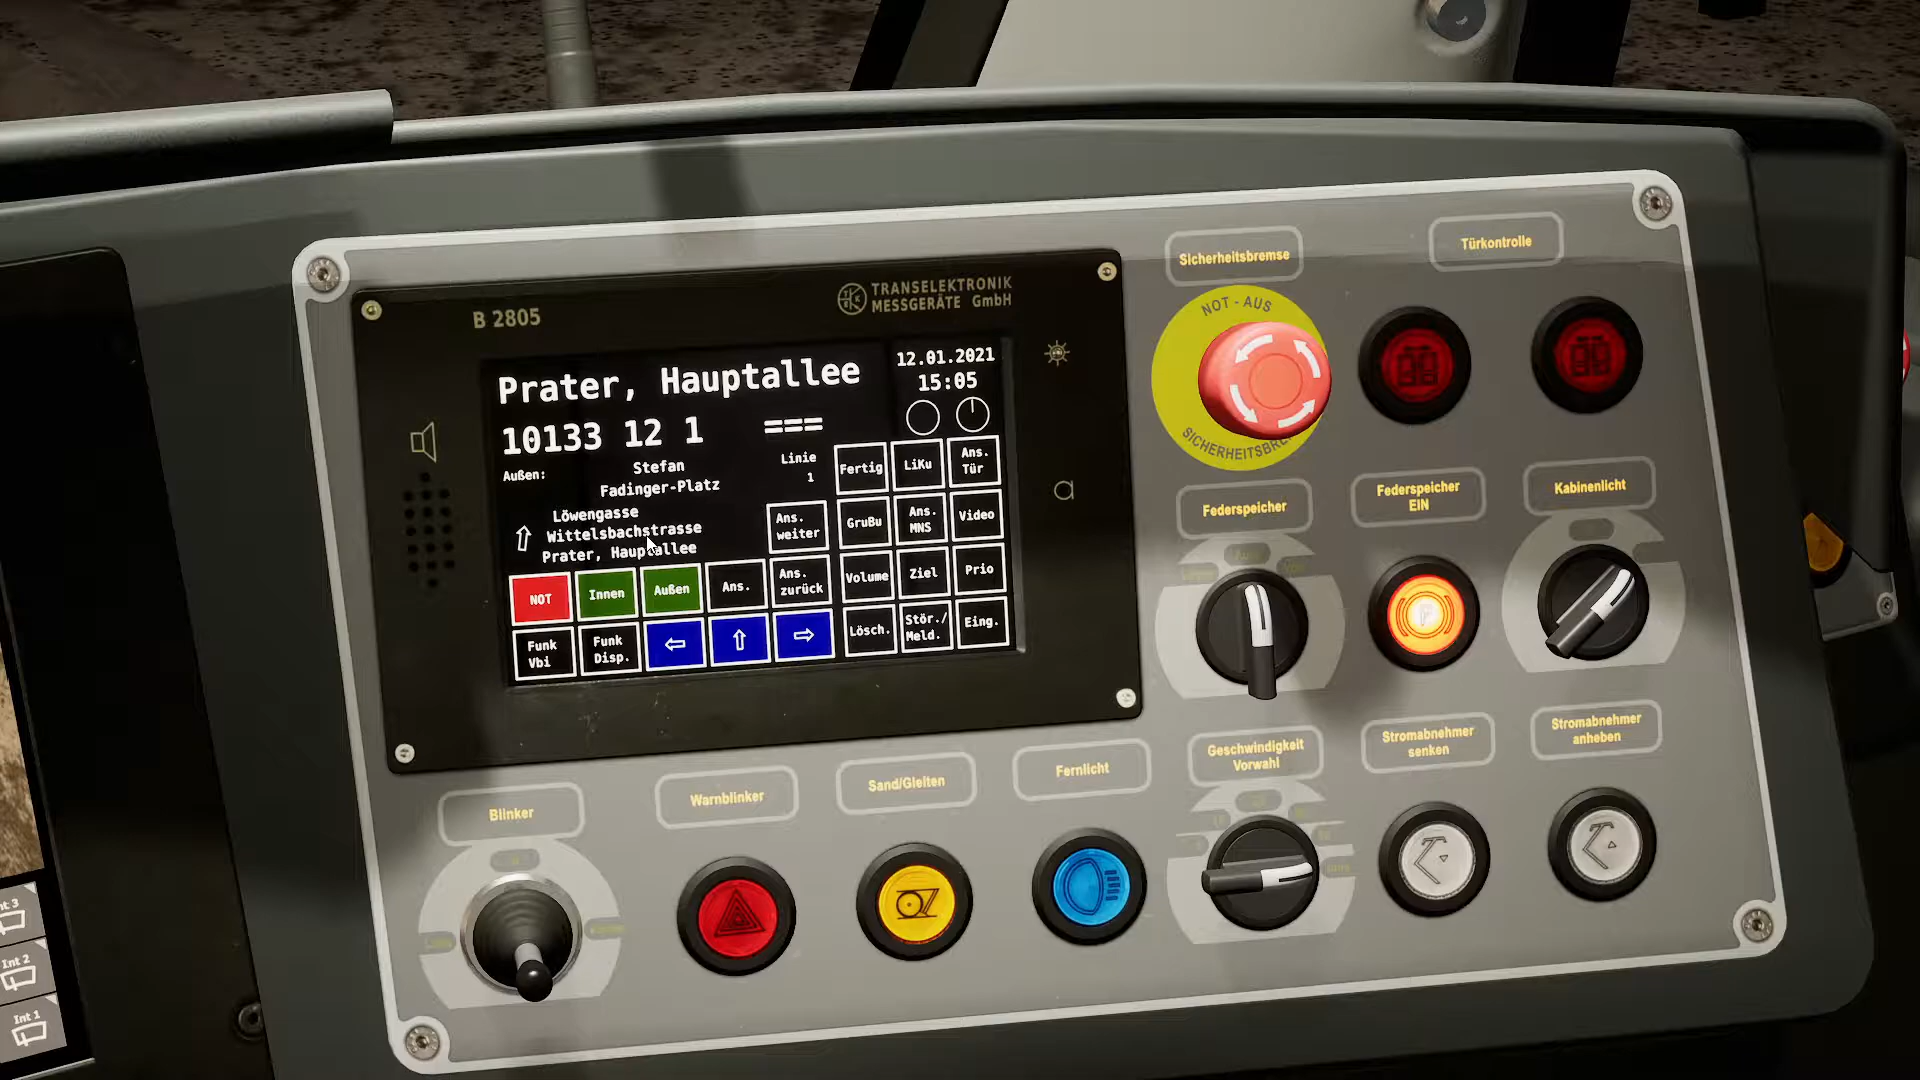 B 2805
TRANSELEKTRONIK
MESSGERÄTE GmbH
Prater, Hauptallee
12.01.2021
15:05
10133 12 1
===
Außen:
Stefan
Fadinger-Platz
Linie
1
Löwengasse
Wittelsbachstrasse
Prater, Hauptallee
Fertig
LiKu
Ans.
Tür
Ans.
weiter
GruBu
Ans.
MNS
Video
NOT
Innen
Außen
Ans.
Ans.
zurück
Volume
Ziel
Prio
Funk
Vbi
Funk
Disp.
Lösch.
Stör./
Meld.
Eing.
Sicherheitsbremse
Türkontrolle
NOT - AUS
Federspeicher
Federspeicher
EIN
Kabinenlicht
Geschwindigkeit
Vorwahl
Stromabnehmer
senken
Stromabnehmer
anheben
Blinker
Warnblinker
Sand/Gleiten
Fernlicht
Int 2
Int 1